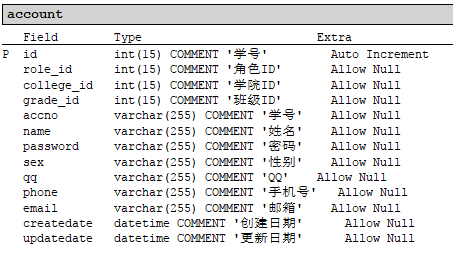 account
Field Type Extra
P id int(15) COMMENT '学号' Auto Increment
role_id int(15) COMMENT '角色ID' Allow Null
college_id int(15) COMMENT '学院ID' Allow Null
grade_id int(15) COMMENT '班级ID' Allow Null
accno varchar(255) COMMENT '学号' Allow Null
name varchar(255) COMMENT '姓名' Allow Null
password varchar(255) COMMENT '密码' Allow Null
sex varchar(255) COMMENT '性别' Allow Null
qq varchar(255) COMMENT 'QQ' Allow Null
phone varchar(255) COMMENT '手机号' Allow Null
email varchar(255) COMMENT '邮箱' Allow Null
createdate datetime COMMENT '创建日期' Allow Null
updatedate datetime COMMENT '更新日期' Allow Null